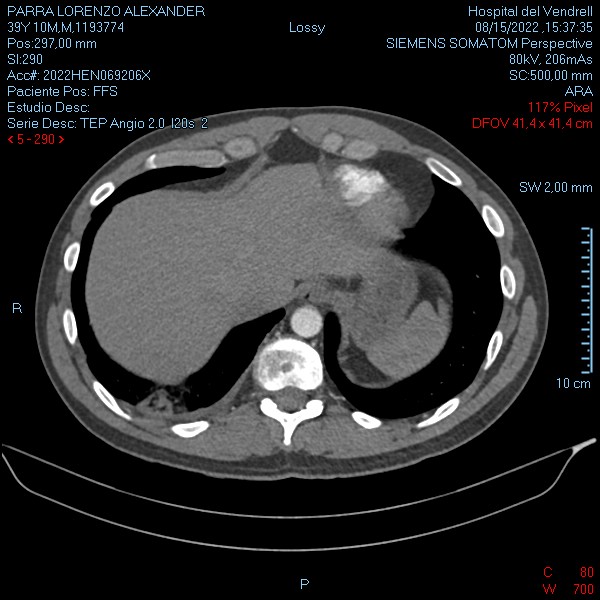 PARRA LORENZO ALEXANDER
39Y 10M,M,1193774
Pos:297,00 mm
SI:290
Acc#: 2022HEN069206X
Paciente Pos: FFS
Estudio Desc:
Serie Desc: TEP Angio 2.0 I20s 2
< 5 - 290 >
Lossy
Hospital del Vendrell
08/15/2022 ,15:37:35
SIEMENS SOMATOM Perspective
80kV, 206mAs
SC:500,00 mm
ARA
117% Pixel
DFOV 41,4 x 41,4 cm
SW 2,00 mm
R
10 cm
P
C 80
W 700